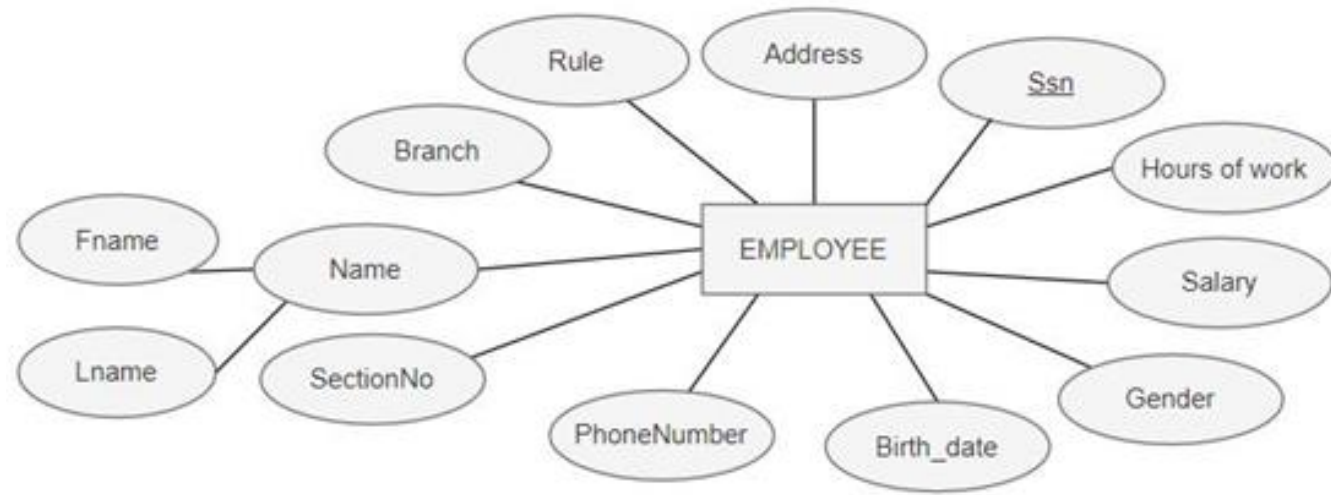 Rule
Address
Ssn
Branch
Hours of work
Fname
Name
EMPLOYEE
Salary
Lname
SectionNo
PhoneNumber
Birth_date
Gender